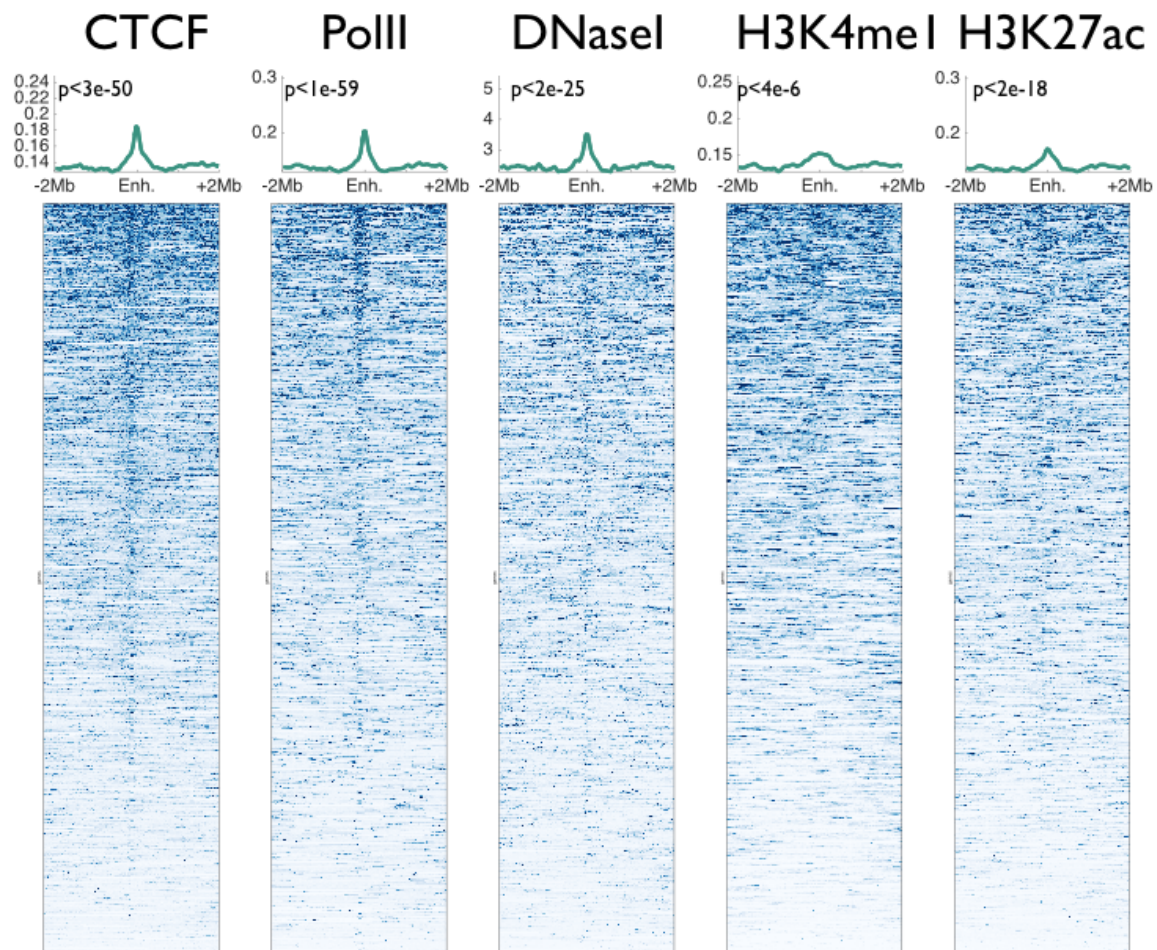 CTCF PolII DNaseI H3K4me1 H3K27ac
0.24
0.22
0.2
0.18
0.16
0.14
p<3e-50
-2Mb Enh. +2Mb
0.3
0.2
p<1e-59
-2Mb Enh. +2Mb
5
4
3
p<2e-25
-2Mb Enh. +2Mb
0.25
0.2
0.15
p<4e-6
-2Mb Enh. +2Mb
0.3
0.2
p<2e-18
-2Mb Enh. +2Mb